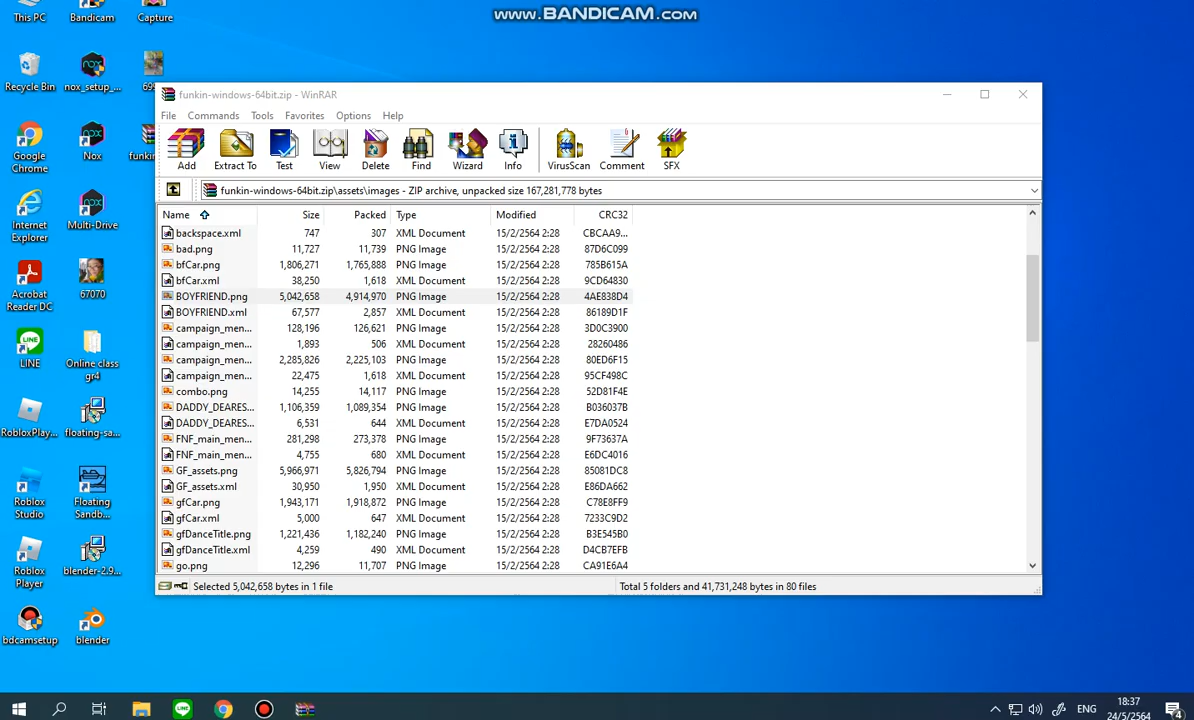 www.BANDICAM.com
This PC
Bandicam
Capture
Recycle Bin
nox_setup_...
Google Chrome
Nox
Internet Explorer
Multi-Drive
Acrobat Reader DC
67070
LINE
Online class gr4
RobloxPlay...
floating-sa...
Roblox Studio
Floating Sandb...
Roblox Player
blender-2.9...
bdcamsetup
blender
funkin-windows-64bit.zip - WinRAR
File Commands Tools Favorites Options Help
Add Extract To Test View Delete Find Wizard Info VirusScan Comment SFX
funkin-windows-64bit.zip\assets\images - ZIP archive, unpacked size 167,281,778 bytes
Name Size Packed Type Modified CRC32
backspace.xml 747 307 XML Document 15/2/2564 2:28 CBCAA9...
bad.png 11,727 11,739 PNG Image 15/2/2564 2:28 87D6C099
bfCar.png 1,806,271 1,765,888 PNG Image 15/2/2564 2:28 785B615A
bfCar.xml 38,250 1,618 XML Document 15/2/2564 2:28 9CD64830
BOYFRIEND.png 5,042,658 4,914,970 PNG Image 15/2/2564 2:28 4AE838D4
BOYFRIEND.xml 67,577 2,857 XML Document 15/2/2564 2:28 86189D1F
campaign_men... 128,196 126,621 PNG Image 15/2/2564 2:28 3D0C3900
campaign_men... 1,893 506 XML Document 15/2/2564 2:28 28260486
campaign_men... 2,285,826 2,225,103 PNG Image 15/2/2564 2:28 80ED6F15
campaign_men... 22,475 1,618 XML Document 15/2/2564 2:28 95CF498C
combo.png 14,255 14,117 PNG Image 15/2/2564 2:28 52D81F4E
DADDY_DEARES... 1,106,359 1,089,354 PNG Image 15/2/2564 2:28 B036037B
DADDY_DEARES... 6,531 644 XML Document 15/2/2564 2:28 E7DA0524
FNF_main_men... 281,298 273,378 PNG Image 15/2/2564 2:28 9F73637A
FNF_main_men... 4,755 680 XML Document 15/2/2564 2:28 E6DC4016
GF_assets.png 5,966,971 5,826,794 PNG Image 15/2/2564 2:28 85081DC8
GF_assets.xml 30,950 1,950 XML Document 15/2/2564 2:28 E86DA662
gfCar.png 1,943,171 1,918,872 PNG Image 15/2/2564 2:28 C78E8FF9
gfCar.xml 5,000 647 XML Document 15/2/2564 2:28 7233C9D2
gfDanceTitle.png 1,221,436 1,182,240 PNG Image 15/2/2564 2:28 B3E545B0
gfDanceTitle.xml 4,259 490 XML Document 15/2/2564 2:28 D4CB7EFB
go.png 12,296 11,707 PNG Image 15/2/2564 2:28 CA91E6A4
Selected 5,042,658 bytes in 1 file
Total 5 folders and 41,731,248 bytes in 80 files
ENG
18:37
24/5/2564
4